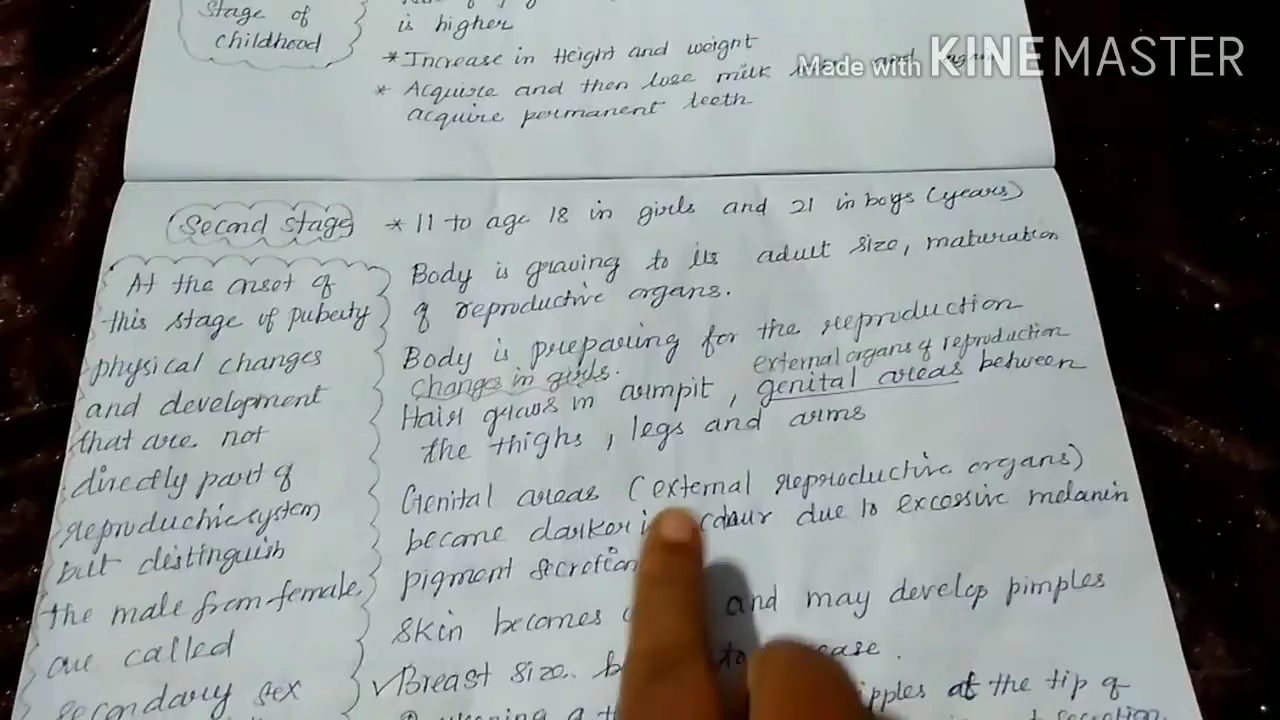 Stage of
childhood
is higher
* Increase in Height and weight
* Acquire and then lose milk
acquire permanent teeth
Made with KINEMASTER
Second stage * 11 to age 18 in girls and 21 in boys (years)
At the onset of
this stage of puberty
physical changes
and development
that are not
directly part of
reproductive system
but distinguish
the male from female
are called
secondary sex
Body is growing to its adult size, maturation
of reproductive organs.
Body is preparing for the reproduction
changes in girls. external organs of reproduction
Hair grows in armpit, genital areas between
the thighs, legs and arms
Genital areas (external reproductive organs)
become darker in colour due to excessive melanin
pigment secretion
Skin becomes and may develop pimples
✓Breast size. to
nipples at the tip of